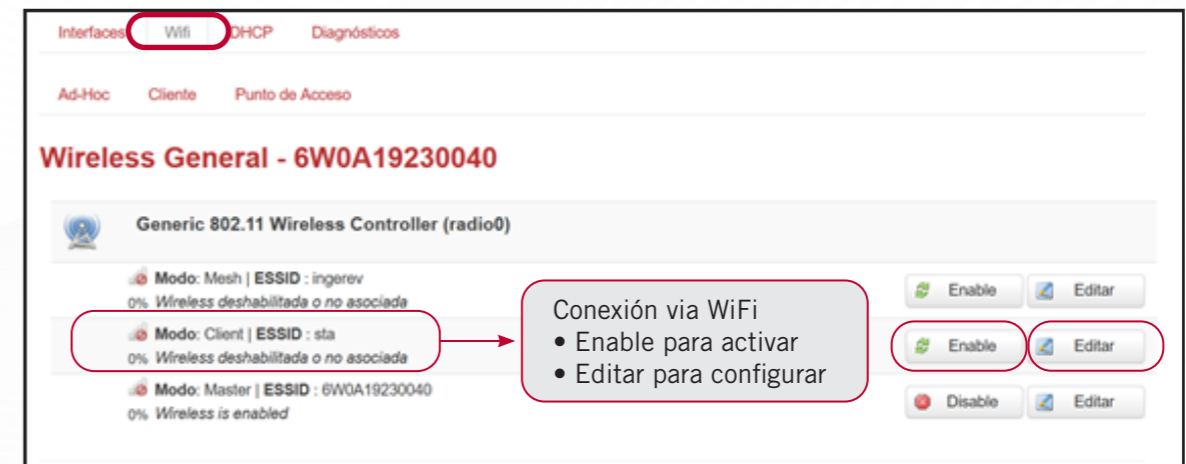 Interfaces Wifi DHCP Diagnósticos
Ad-Hoc Cliente Punto de Acceso
Wireless General - 6W0A19230040
Generic 802.11 Wireless Controller (radio0)
Modo: Mesh | ESSID : ingerev
0% Wireless deshabilitada o no asociada
Enable Editar
Modo: Client | ESSID : sta
0% Wireless deshabilitada o no asociada
Conexión via WiFi
• Enable para activar
• Editar para configurar
Enable Editar
Modo: Master | ESSID : 6W0A19230040
0% Wireless is enabled
Disable Editar